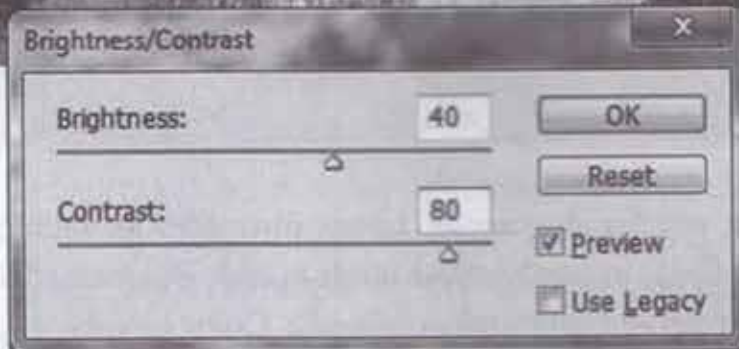 Brightness/Contrast
Brightness: 40 OK
Reset
Contrast: 80
Preview
Use Legacy